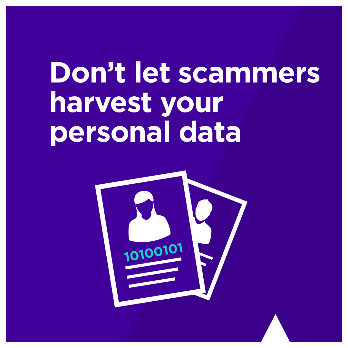 Don't let scammers
harvest your
personal data
10100101